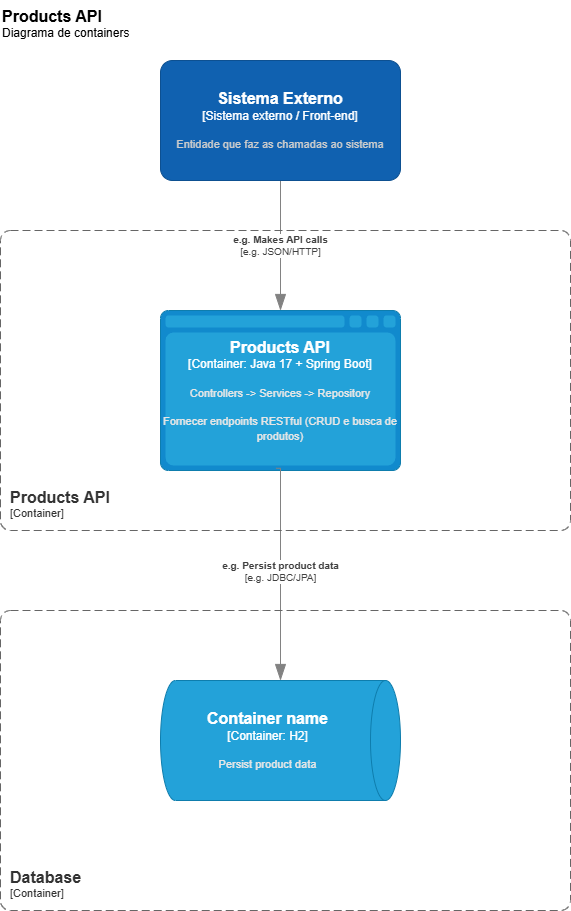 Products API
Diagrama de containers
Sistema Externo
[Sistema externo / Front-end]
Entidade que faz as chamadas ao sistema
e.g. Makes API calls
[e.g. JSON/HTTP]
Products API
[Container: Java 17 + Spring Boot]
Controllers -> Services -> Repository
Fornecer endpoints RESTful (CRUD e busca de
produtos)
Products API
[Container]
e.g. Persist product data
[e.g. JDBC/JPA]
Container name
[Container: H2]
Persist product data
Database
[Container]